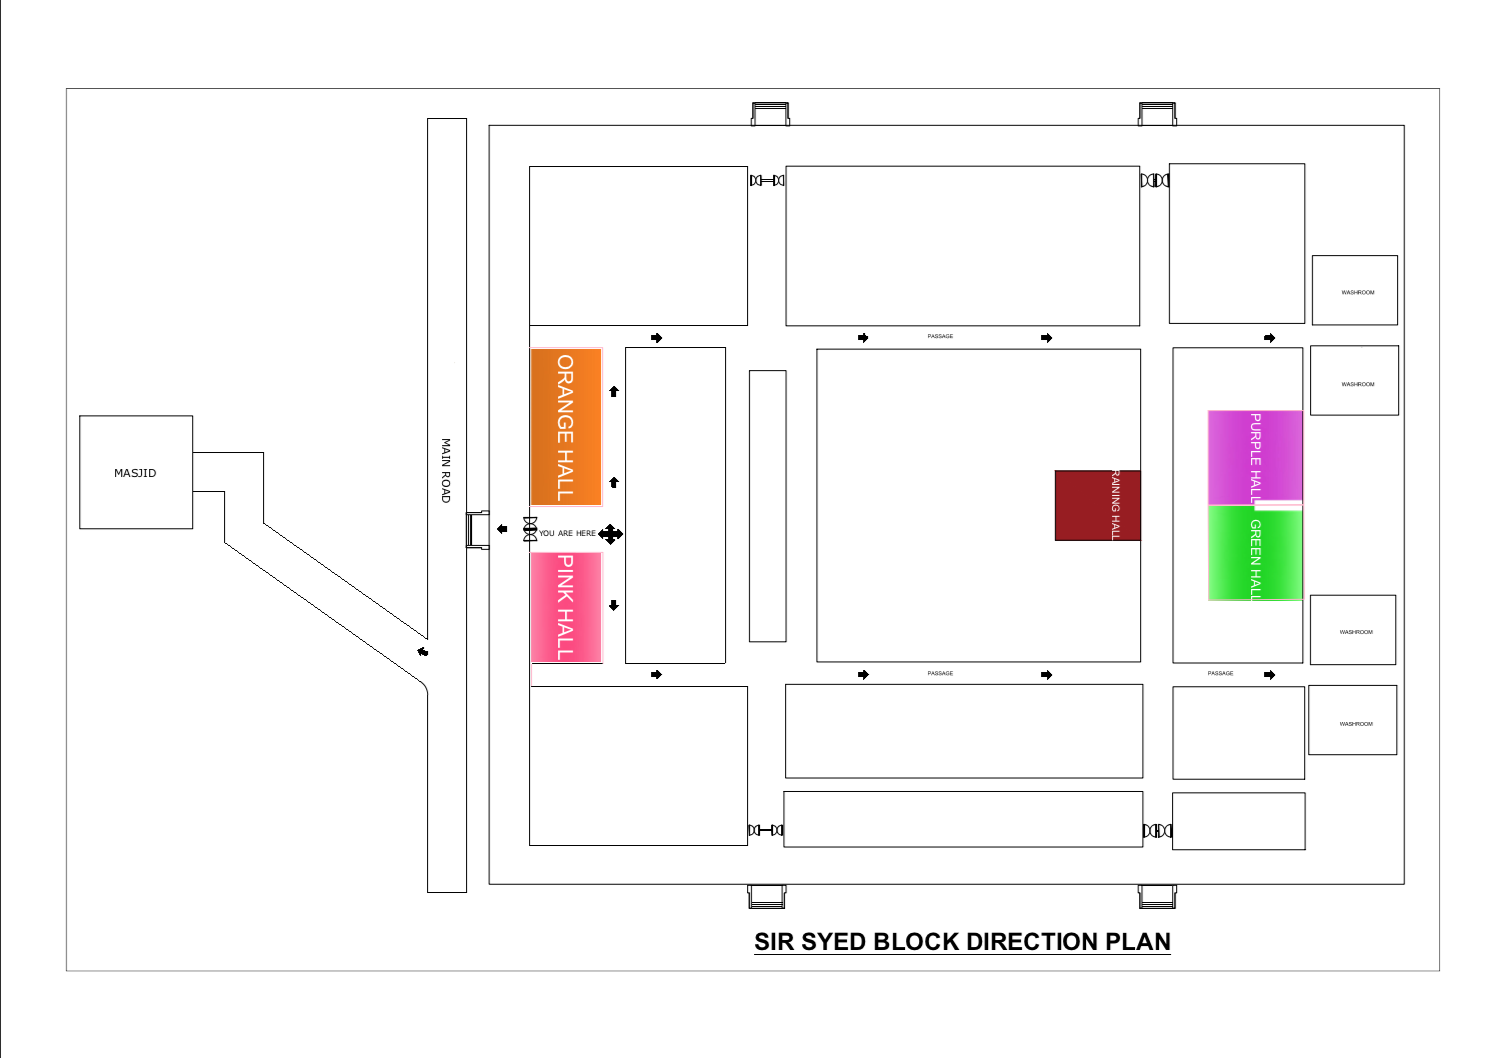 WASHROOM
PASSAGE
ORANGE HALL
WASHROOM
PURPLE HALL
MAIN ROAD
MASJID
RAINING HALL
YOU ARE HERE
GREEN HALL
PINK HALL
WASHROOM
PASSAGE
PASSAGE
WASHROOM
SIR SYED BLOCK DIRECTION PLAN